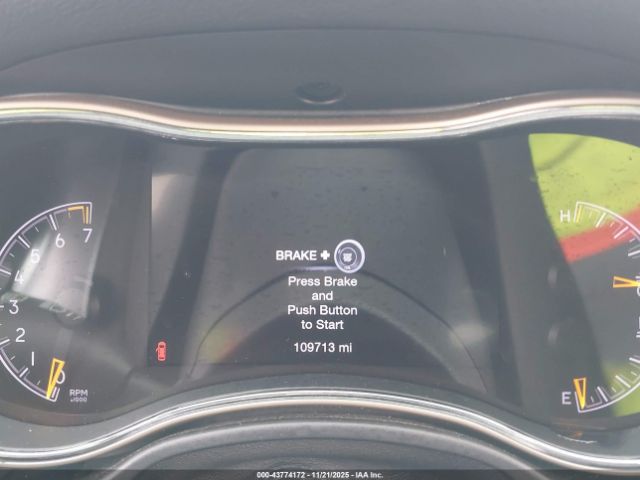 BRAKE +
Press Brake
and
Push Button
to Start
109713 mi
7
6
5
4
3
2
1
0
RPM
x1000
H
E
000-43774172 - 11/21/2025 - IAA Inc.